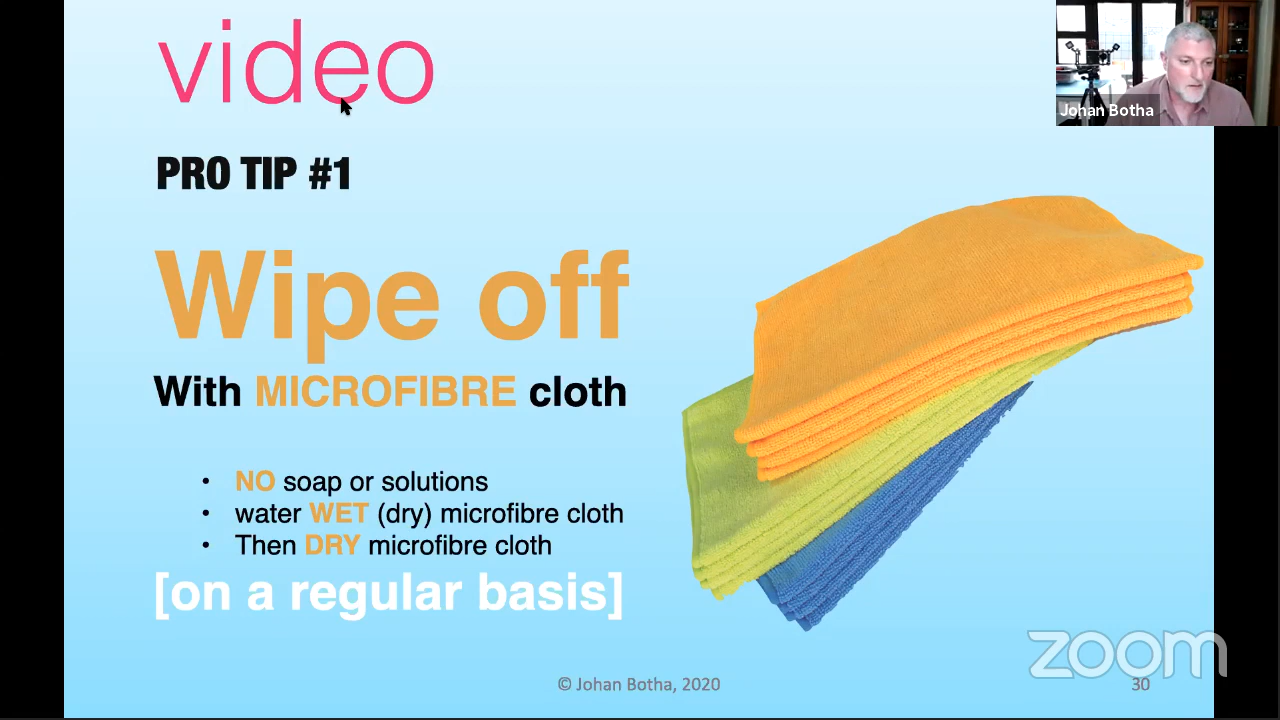 video
Johan Botha
PRO TIP #1
Wipe off
With MICROFIBRE cloth
• NO soap or solutions
• water WET (dry) microfibre cloth
• Then DRY microfibre cloth
[on a regular basis]
zoom
© Johan Botha, 2020
30